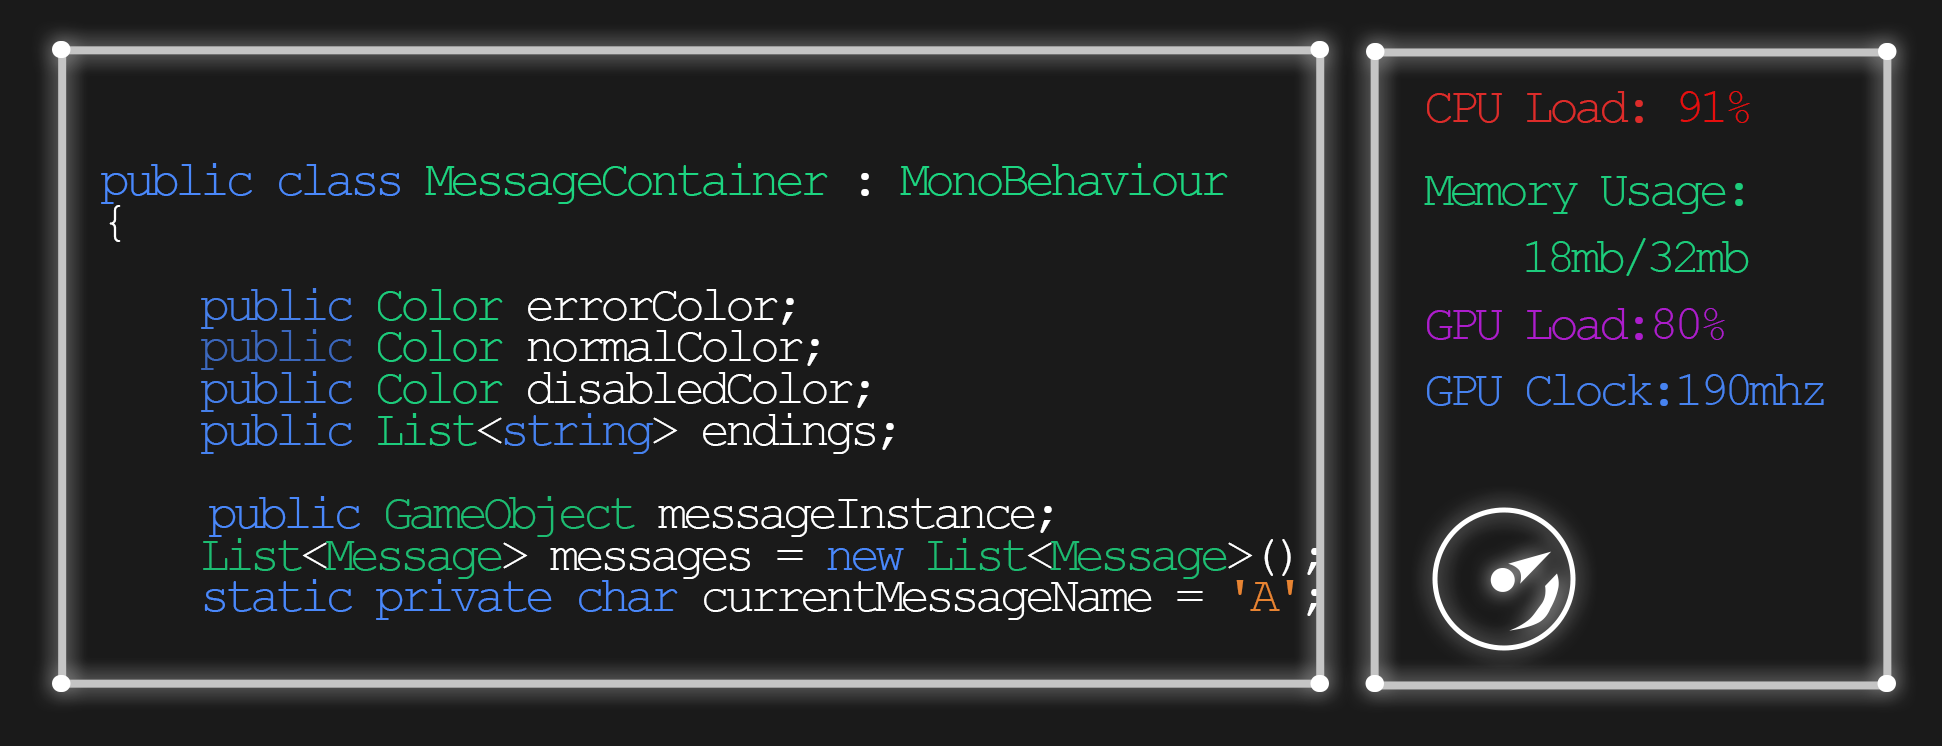 public class MessageContainer : MonoBehaviour
{
public Color errorColor;
public Color normalColor;
public Color disabledColor;
public List<string> endings;
public GameObject messageInstance;
List<Message> messages = new List<Message>();
static private char currentMessageName = 'A';
CPU Load: 91%
Memory Usage:
18mb/32mb
GPU Load:80%
GPU Clock:190mhz